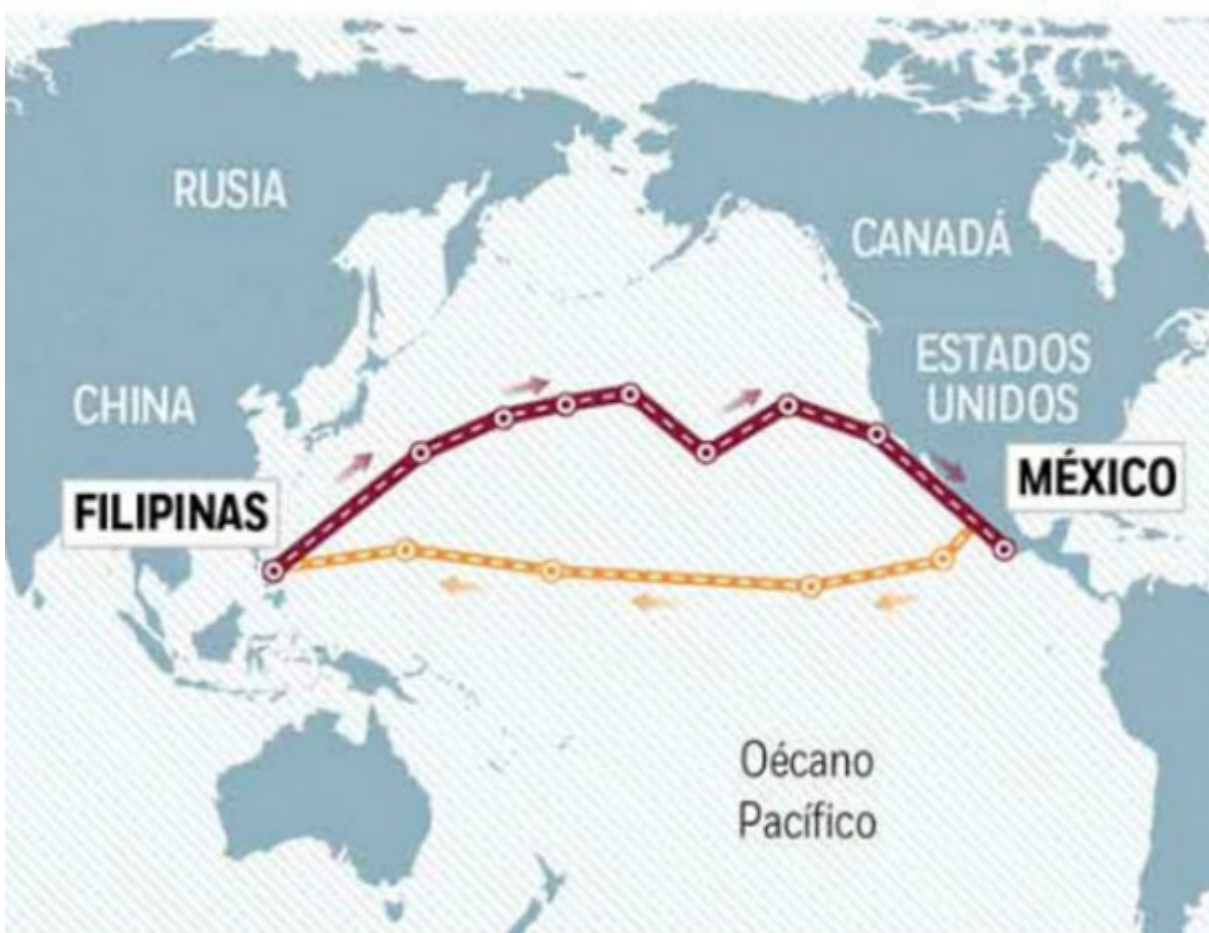 RUSIA
CANADÁ
ESTADOS
UNIDOS
CHINA
MÉXICO
FILIPINAS
Oécano
Pacífico